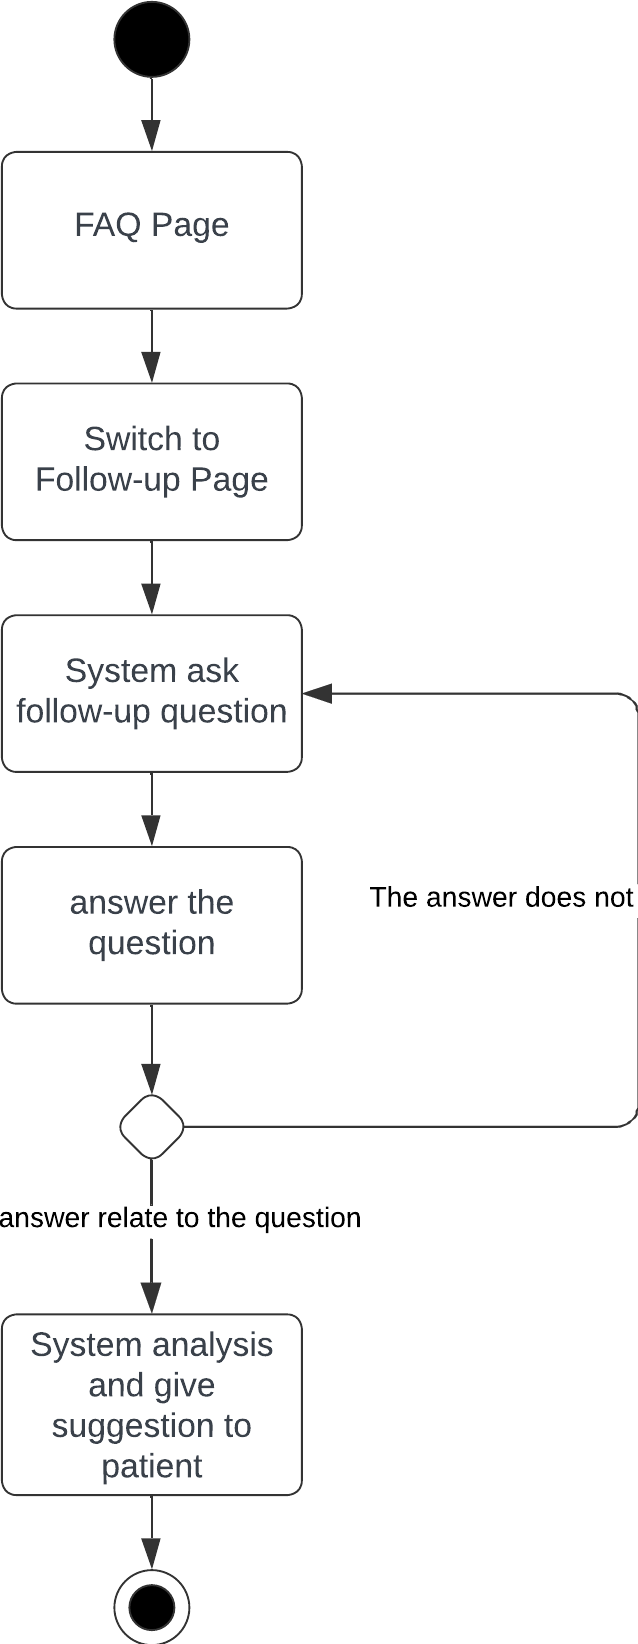 FAQ Page
Switch to
Follow-up Page
System ask
follow-up question
answer the
question
The answer does not
answer relate to the question
System analysis
and give
suggestion to
patient